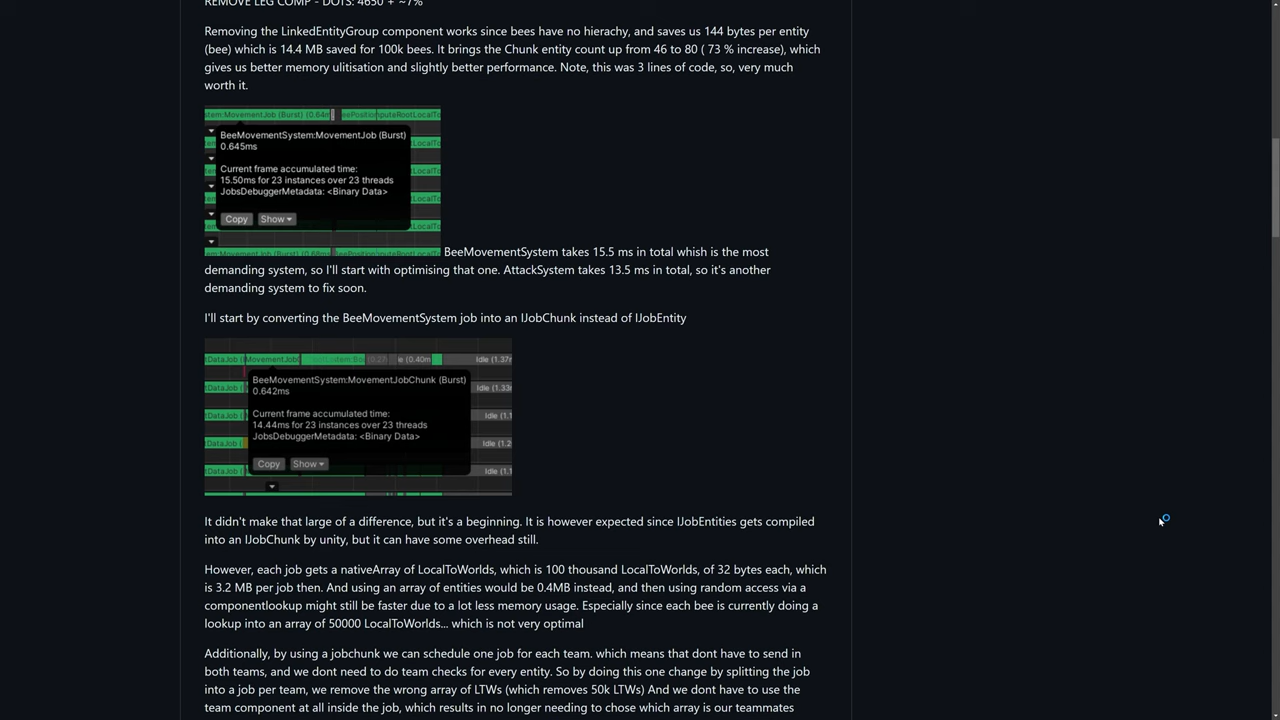 REMOVE LEG COMP - DOTS: 4650 + ~7%
Removing the LinkedEntityGroup component works since bees have no hierachy, and saves us 144 bytes per entity
(bee) which is 14.4 MB saved for 100k bees. It brings the Chunk entity count up from 46 to 80 ( 73 % increase), which
gives us better memory ulitisation and slightly better performance. Note, this was 3 lines of code, so, very much
worth it.
stem:MovementJob (Burst) (0.64m
eePosition
puteRootLocalTo
BeeMovementSystem:MovementJob (Burst)
0.645ms
Current frame accumulated time:
15.50ms for 23 instances over 23 threads
JobsDebuggerMetadata: <Binary Data>
Copy Show
BeeMovementSystem takes 15.5 ms in total which is the most
demanding system, so I'll start with optimising that one. AttackSystem takes 13.5 ms in total, so it's another
demanding system to fix soon.
I'll start by converting the BeeMovementSystem job into an IJobChunk instead of IJobEntity
tDataJob ( MovementJob Idle (0.40m Idle (1.37m
BeeMovementSystem:MovementJobChunk (Burst)
0.642ms
Current frame accumulated time:
14.44ms for 23 instances over 23 threads
JobsDebuggerMetadata: <Binary Data>
Copy Show
It didn't make that large of a difference, but it's a beginning. It is however expected since IJobEntities gets compiled
into an IJobChunk by unity, but it can have some overhead still.
However, each job gets a nativeArray of LocalToWorlds, which is 100 thousand LocalToWorlds, of 32 bytes each, which
is 3.2 MB per job then. And using an array of entities would be 0.4MB instead, and then using random access via a
componentlookup might still be faster due to a lot less memory usage. Especially since each bee is currently doing a
lookup into an array of 50000 LocalToWorlds... which is not very optimal
Additionally, by using a jobchunk we can schedule one job for each team. which means that dont have to send in
both teams, and we dont need to do team checks for every entity. So by doing this one change by splitting the job
into a job per team, we remove the wrong array of LTWs (which removes 50k LTWs) And we dont have to use the
team component at all inside the job, which results in no longer needing to chose which array is our teammates